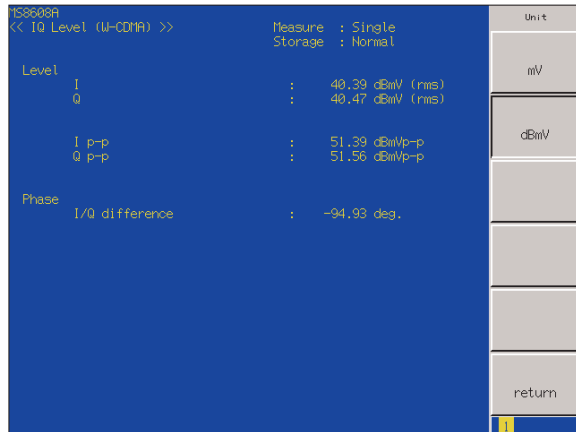 MS8608A
<< IQ Level (W-CDMA) >>
Measure : Single
Storage : Normal
Level
I : 40.39 dBmV (rms)
Q : 40.47 dBmV (rms)
I p-p : 51.39 dBmVp-p
Q p-p : 51.56 dBmVp-p
Phase
I/Q difference : -94.93 deg.
Unit
mV
dBmV
return
1